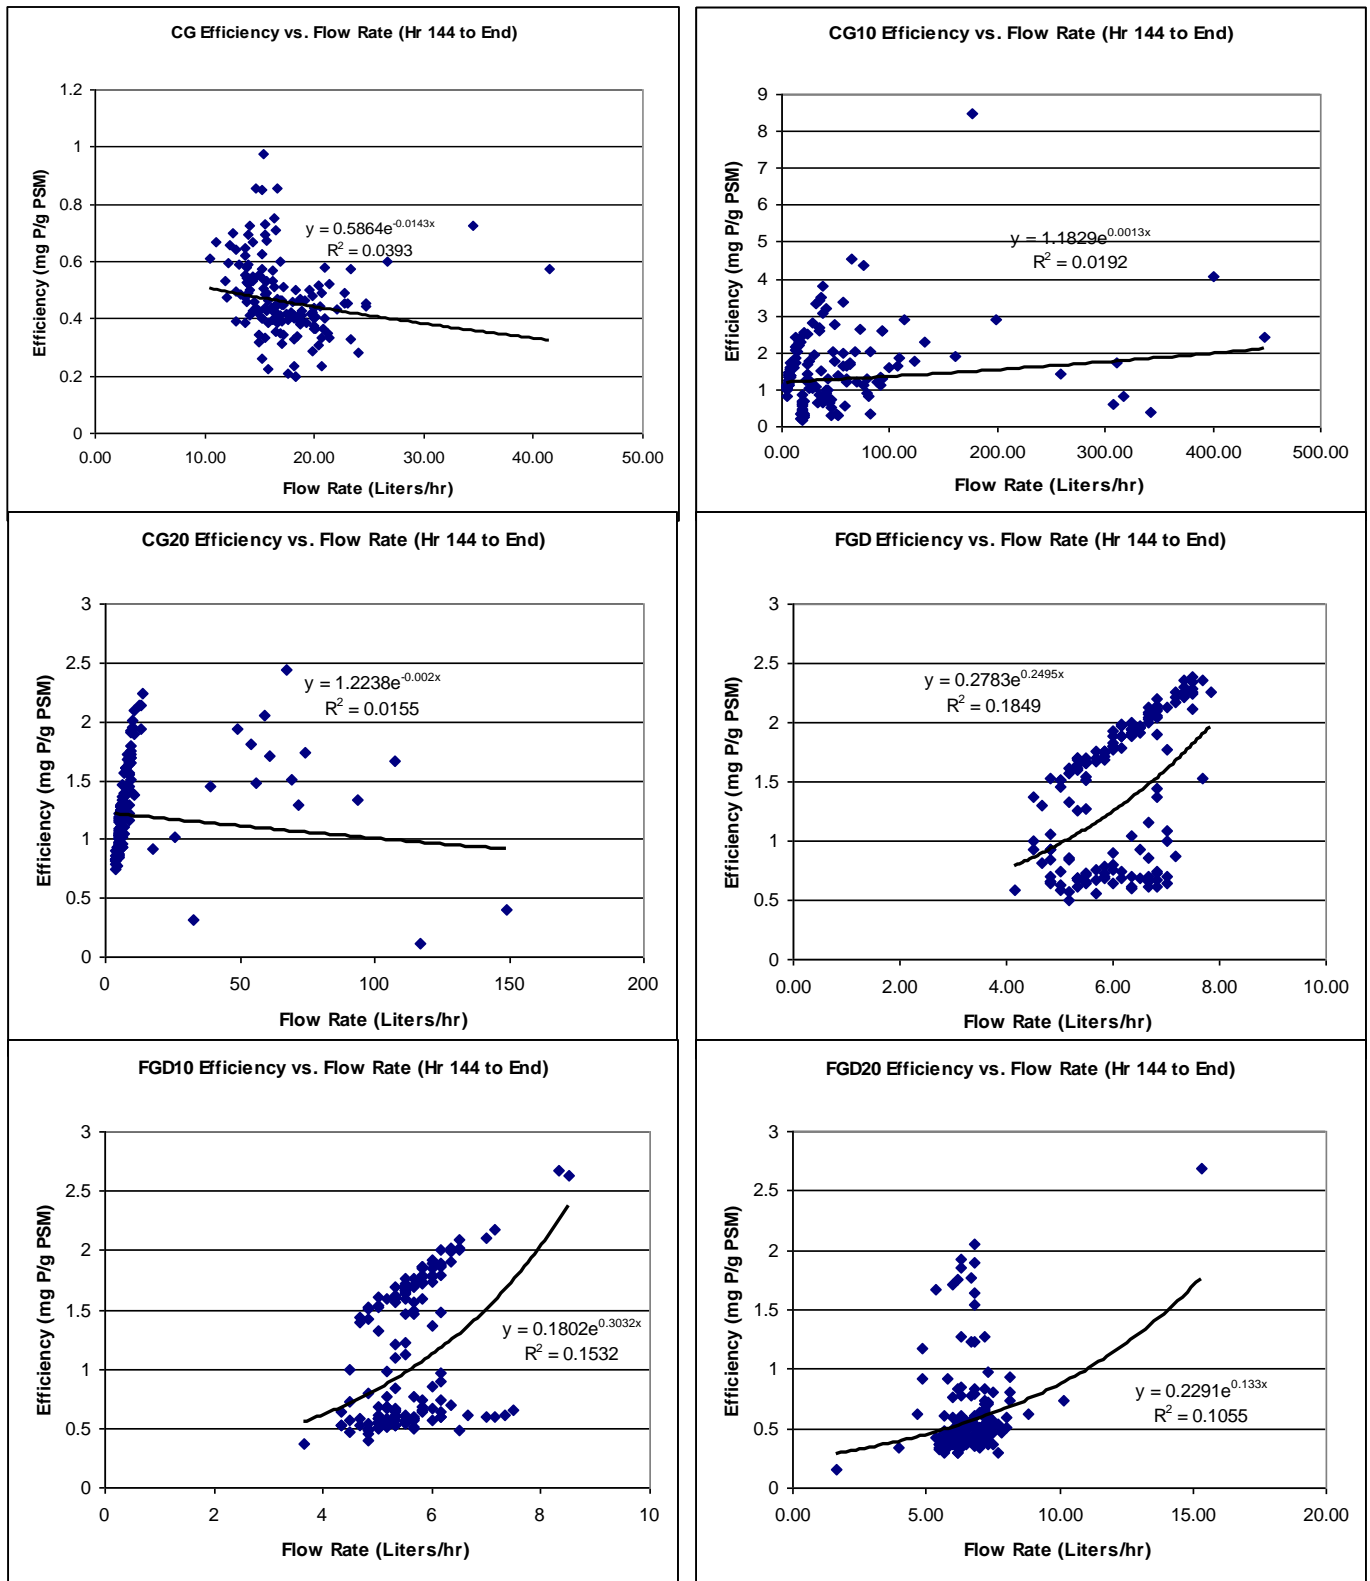 CG Efficiency vs. Flow Rate (Hr 144 to End)
1.2
1
0.8
0.6
0.4
0.2
0
Efficiency (mg P/g PSM)
y = 0.5864e^-0.0143x
R² = 0.0393
0.00 10.00 20.00 30.00 40.00 50.00
Flow Rate (Liters/hr)
CG10 Efficiency vs. Flow Rate (Hr 144 to End)
9
8
7
6
5
4
3
2
1
0
Efficiency (mg P/g PSM)
y = 1.1829e^0.0013x
R² = 0.0192
0.00 100.00 200.00 300.00 400.00 500.00
Flow Rate (Liters/hr)
CG20 Efficiency vs. Flow Rate (Hr 144 to End)
3
2.5
2
1.5
1
0.5
0
Efficiency (mg P/g PSM)
y = 1.2238e^-0.002x
R² = 0.0155
0 50 100 150 200
Flow Rate (Liters/hr)
FGD Efficiency vs. Flow Rate (Hr 144 to End)
3
2.5
2
1.5
1
0.5
0
Efficiency (mg P/g PSM)
y = 0.2783e^0.2495x
R² = 0.1849
0.00 2.00 4.00 6.00 8.00 10.00
Flow Rate (Liters/hr)
FGD10 Efficiency vs. Flow Rate (Hr 144 to End)
3
2.5
2
1.5
1
0.5
0
Efficiency (mg P/g PSM)
y = 0.1802e^0.3032x
R² = 0.1532
0 2 4 6 8 10
Flow Rate (Liters/hr)
FGD20 Efficiency vs. Flow Rate (Hr 144 to End)
3
2.5
2
1.5
1
0.5
0
Efficiency (mg P/g PSM)
y = 0.2291e^0.133x
R² = 0.1055
0.00 5.00 10.00 15.00 20.00
Flow Rate (Liters/hr)